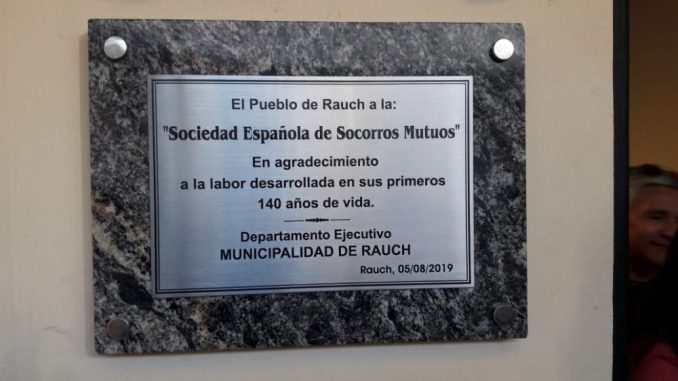 El Pueblo de Rauch a la:
"Sociedad Española de Socorros Mutuos"
En agradecimiento
a la labor desarrollada en sus primeros
140 años de vida.
Departamento Ejecutivo
MUNICIPALIDAD DE RAUCH
Rauch, 05/08/2019